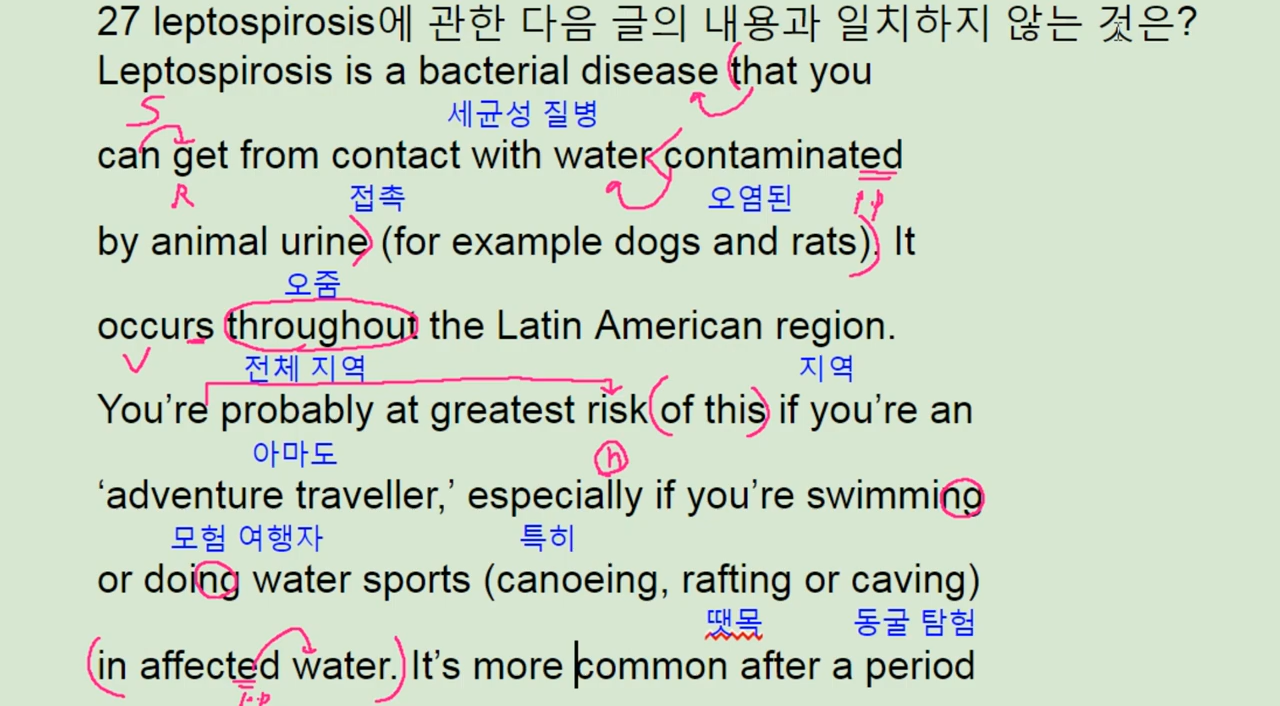 27 leptospirosis에 관한 다음 글의 내용과 일치하지 않는 것은?
Leptospirosis is a bacterial disease that you
세균성 질병
S
can get from contact with water contaminated
R
접촉
오염된
p.p
by animal urine (for example dogs and rats). It
오줌
occurs throughout the Latin American region.
V
전체 지역
지역
You’re probably at greatest risk of this if you’re an
아마도
n
‘adventure traveller,’ especially if you’re swimming
모험 여행자
특히
or doing water sports (canoeing, rafting or caving)
땟목
동굴 탐험
in affected water. It’s more common after a period
p.p